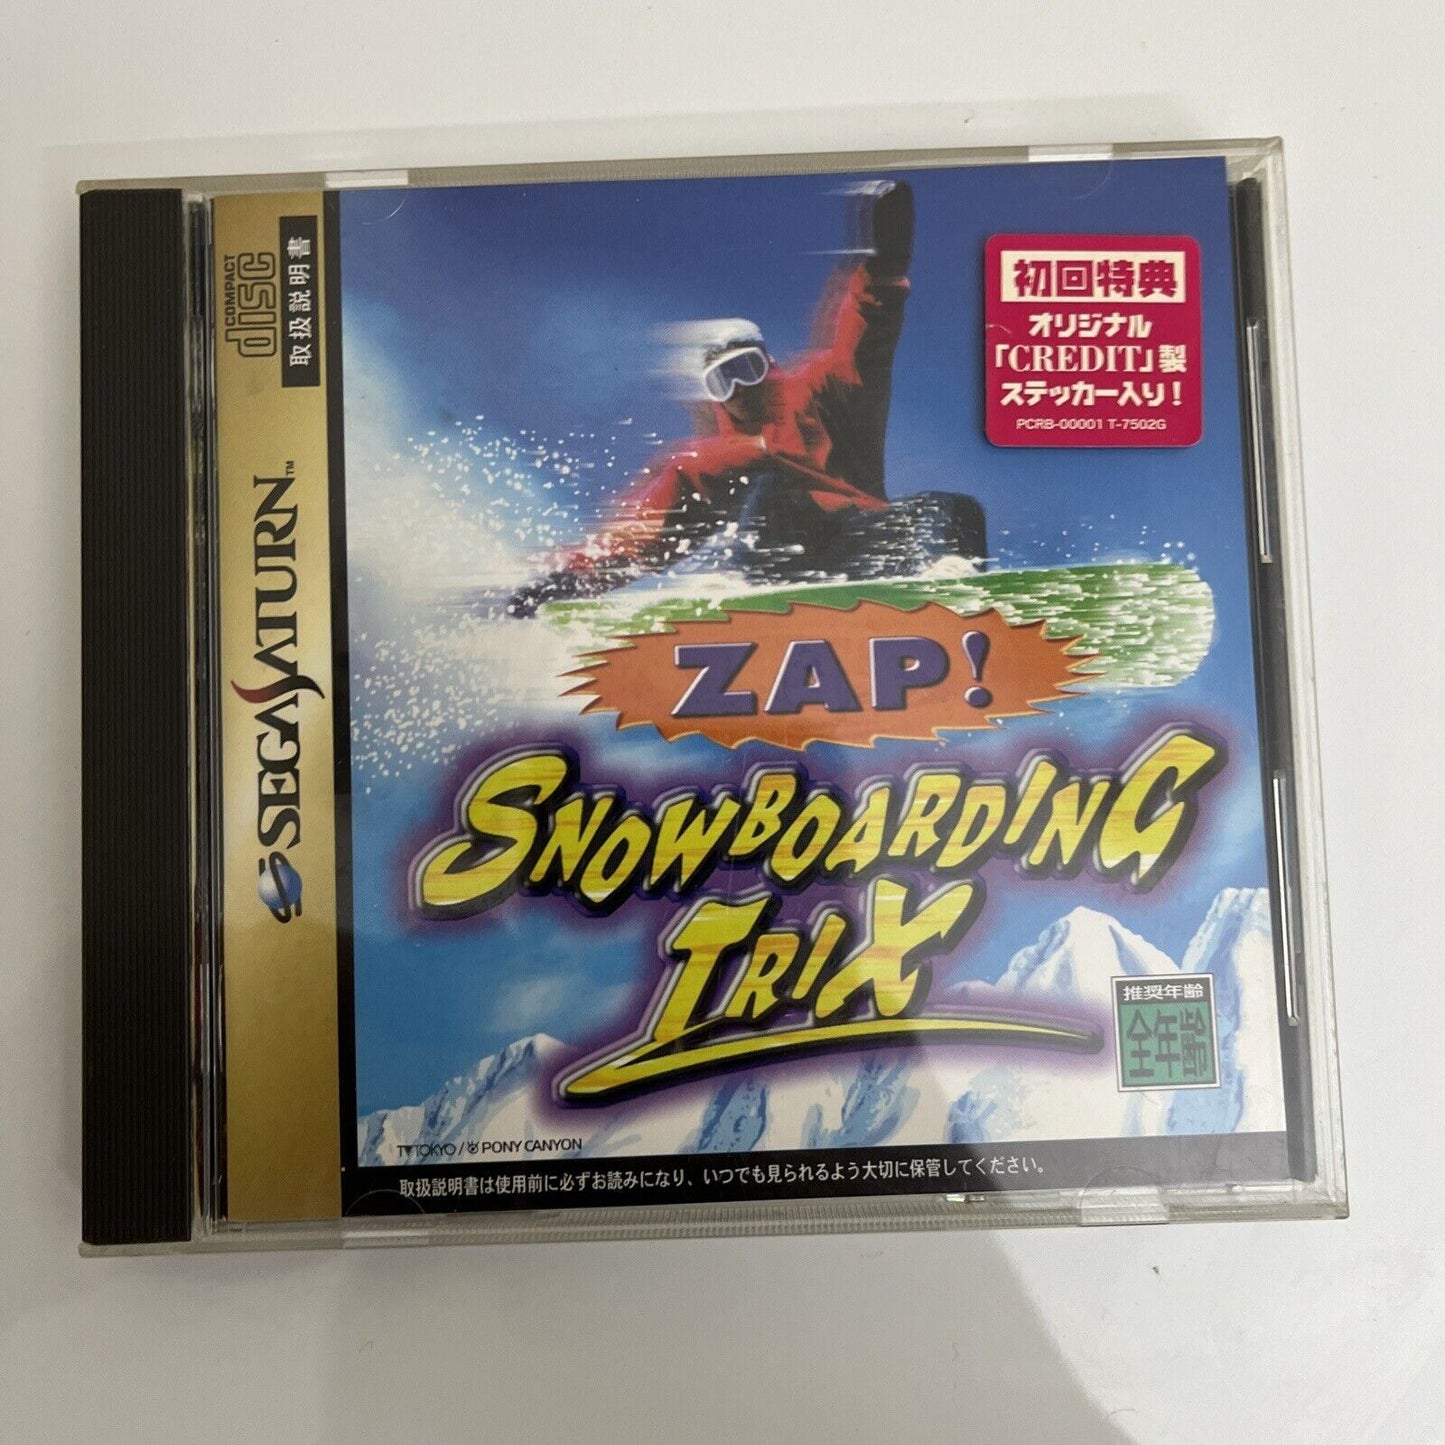 COMPACT
disc
取扱説明書
SEGA SATURN™
初回特典
オリジナル
「CREDIT」製
ステッカー入り!
PCRB-00001 T-7502G
ZAP!
SNOWBOARDING
TRIX
推奨年齢
全年齢
T♥TOKYO / PONY CANYON
取扱説明書は使用前に必ずお読みになり、いつでも見られるよう大切に保管してください。